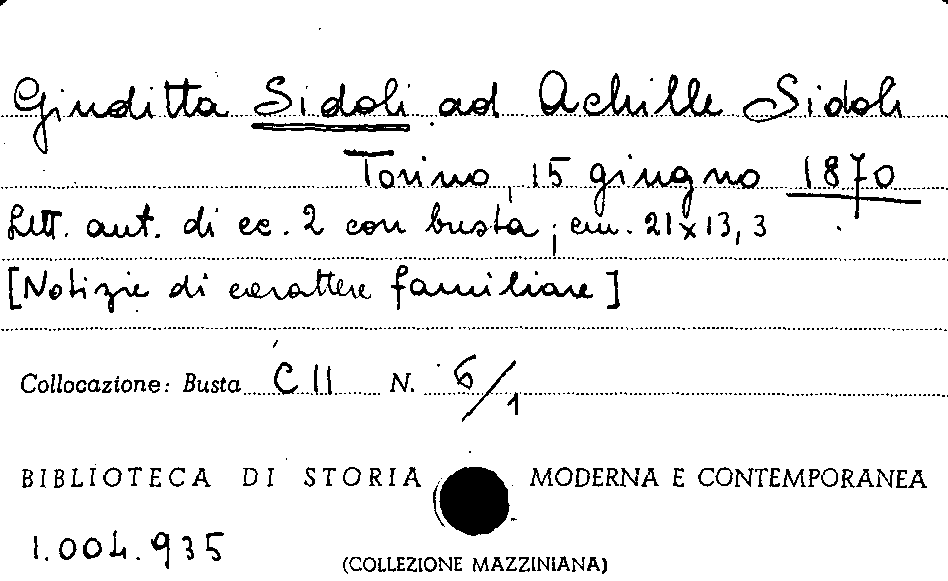 Giuditta Sidoli ad Achille Sidoli
Torino, 15 giugno 1870
Lett. aut. di cc. 2 con busta; cm. 21x13,3
[Notizie di carattere familiare]
Collocazione: Busta C II N. 6/1
BIBLIOTECA DI STORIA MODERNA E CONTEMPORANEA
1.004.935
(COLLEZIONE MAZZINIANA)